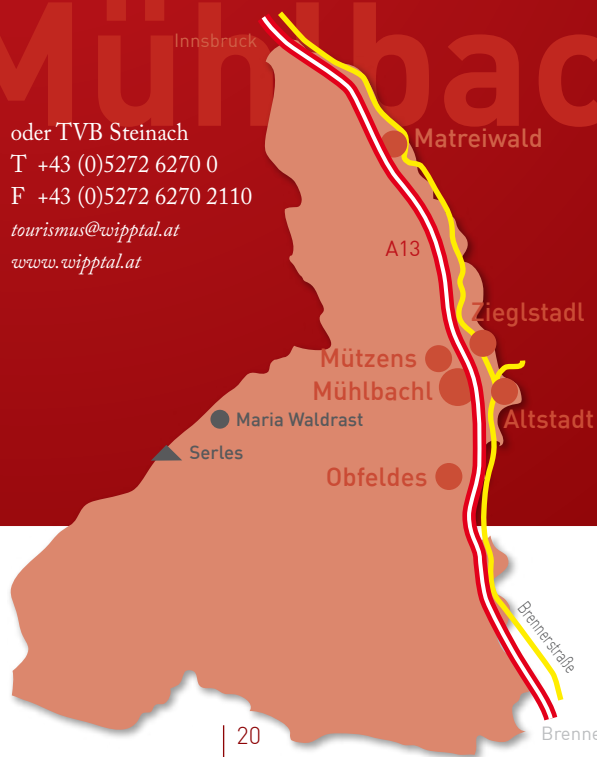 Mühlbac
Innsbruck
oder TVB Steinach
T +43 (0)5272 6270 0
F +43 (0)5272 6270 2110
tourismus@wipptal.at
www.wipptal.at
Matreiwald
A13
Zieglstadl
Mützens
Mühlbachl
Altstadt
Maria Waldrast
Serles
Obfeldes
Brennerstraße
Brenne
20